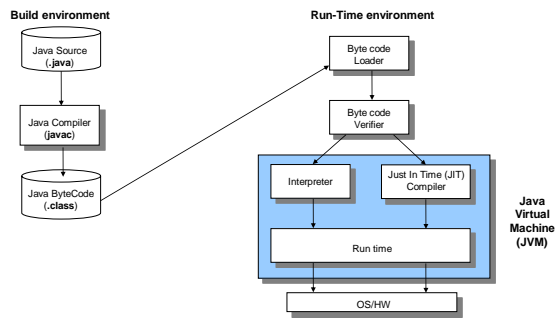 Build environment
Run-Time environment
Java Source
(.java)
Java Compiler
(javac)
Java ByteCode
(.class)
Byte code
Loader
Byte code
Verifier
Interpreter
Just In Time (JIT)
Compiler
Run time
OS/HW
Java
Virtual
Machine
(JVM)